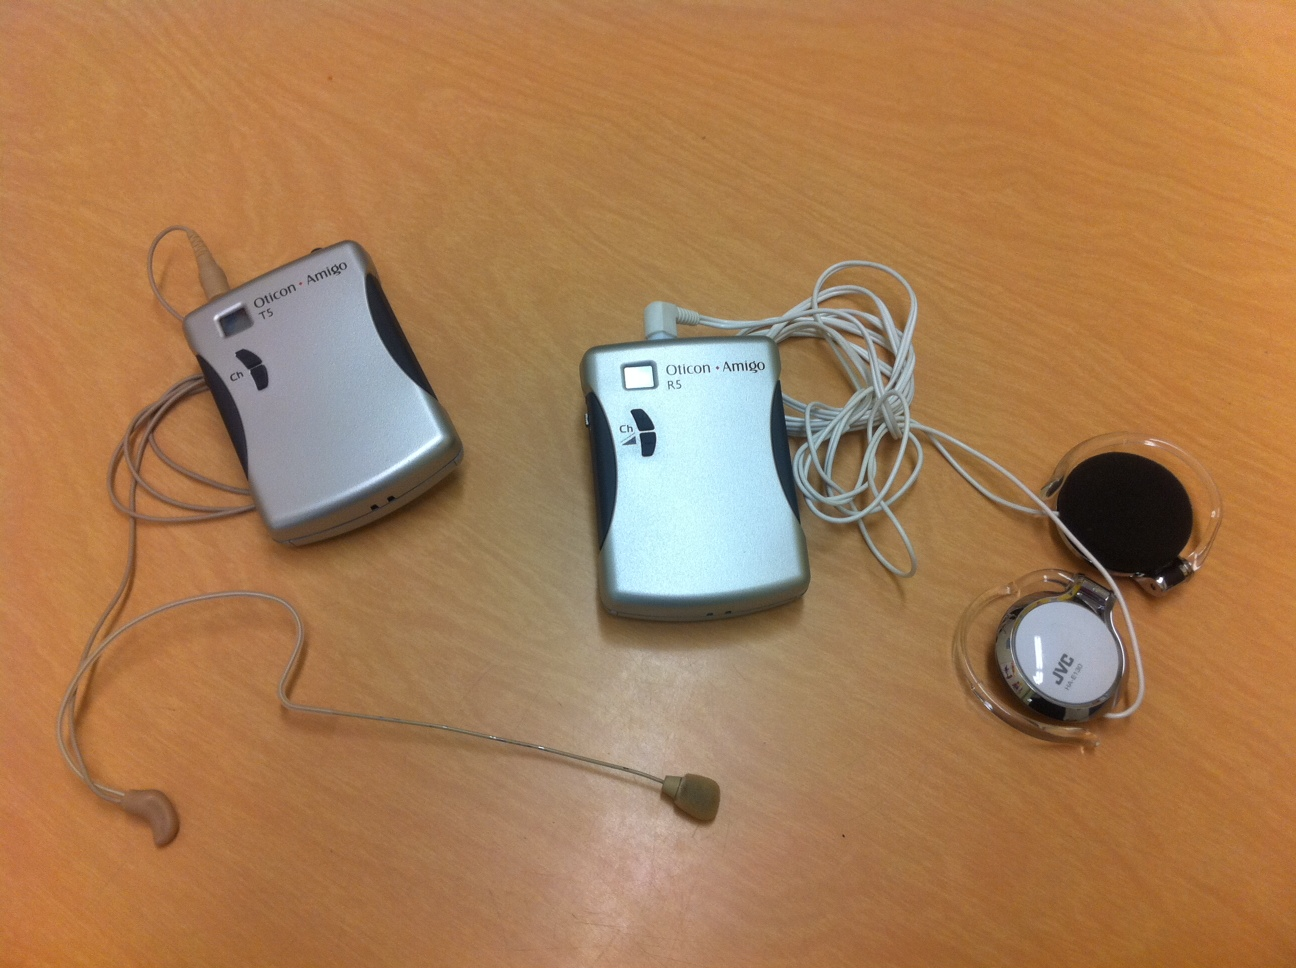 Oticon • Amigo
T5
Ch
Oticon • Amigo
R5
Ch
JVC